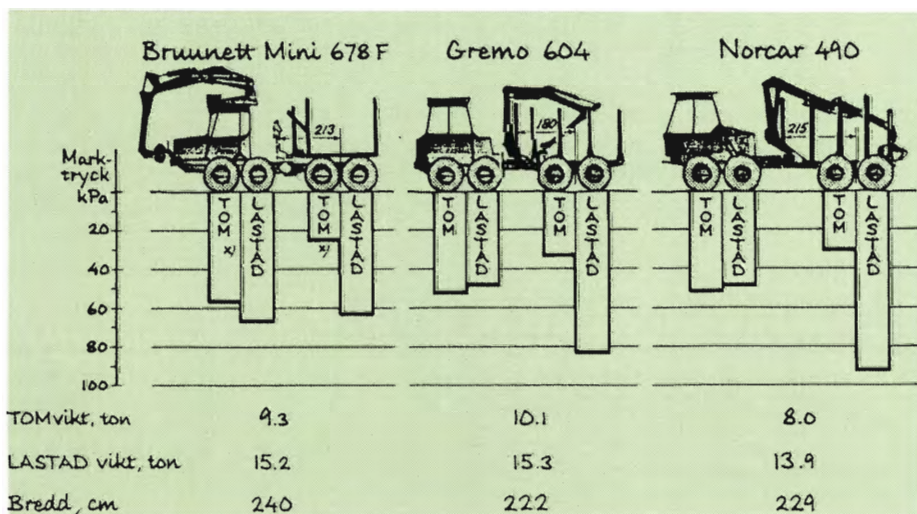 Bruunett Mini 678 F Gremo 604 Norcar 490
213 180 215
Mark-
tryck
kPa
TOM x) LASTAD TOM x) LASTAD TOM LASTAD TOM LASTAD TOM LASTAD TOM LASTAD
20
40
60
80
100
TOMvikt, ton 9.3 10.1 8.0
LASTAD vikt, ton 15.2 15.3 13.9
Bredd, cm 240 222 229